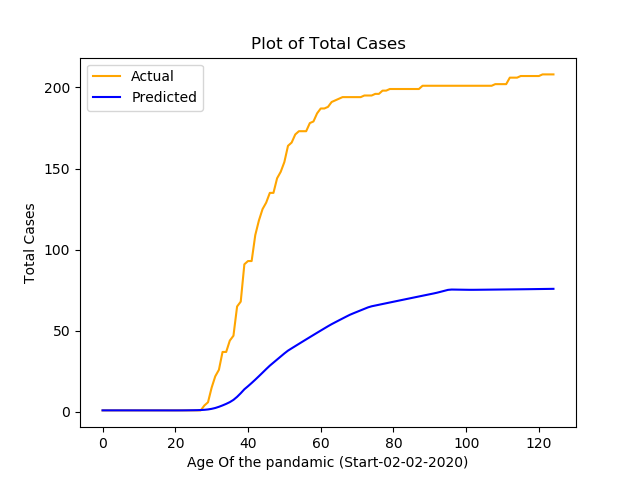 Plot of Total Cases
Actual
Predicted
Total Cases
200
150
100
50
0
0 20 40 60 80 100 120
Age Of the pandamic (Start-02-02-2020)